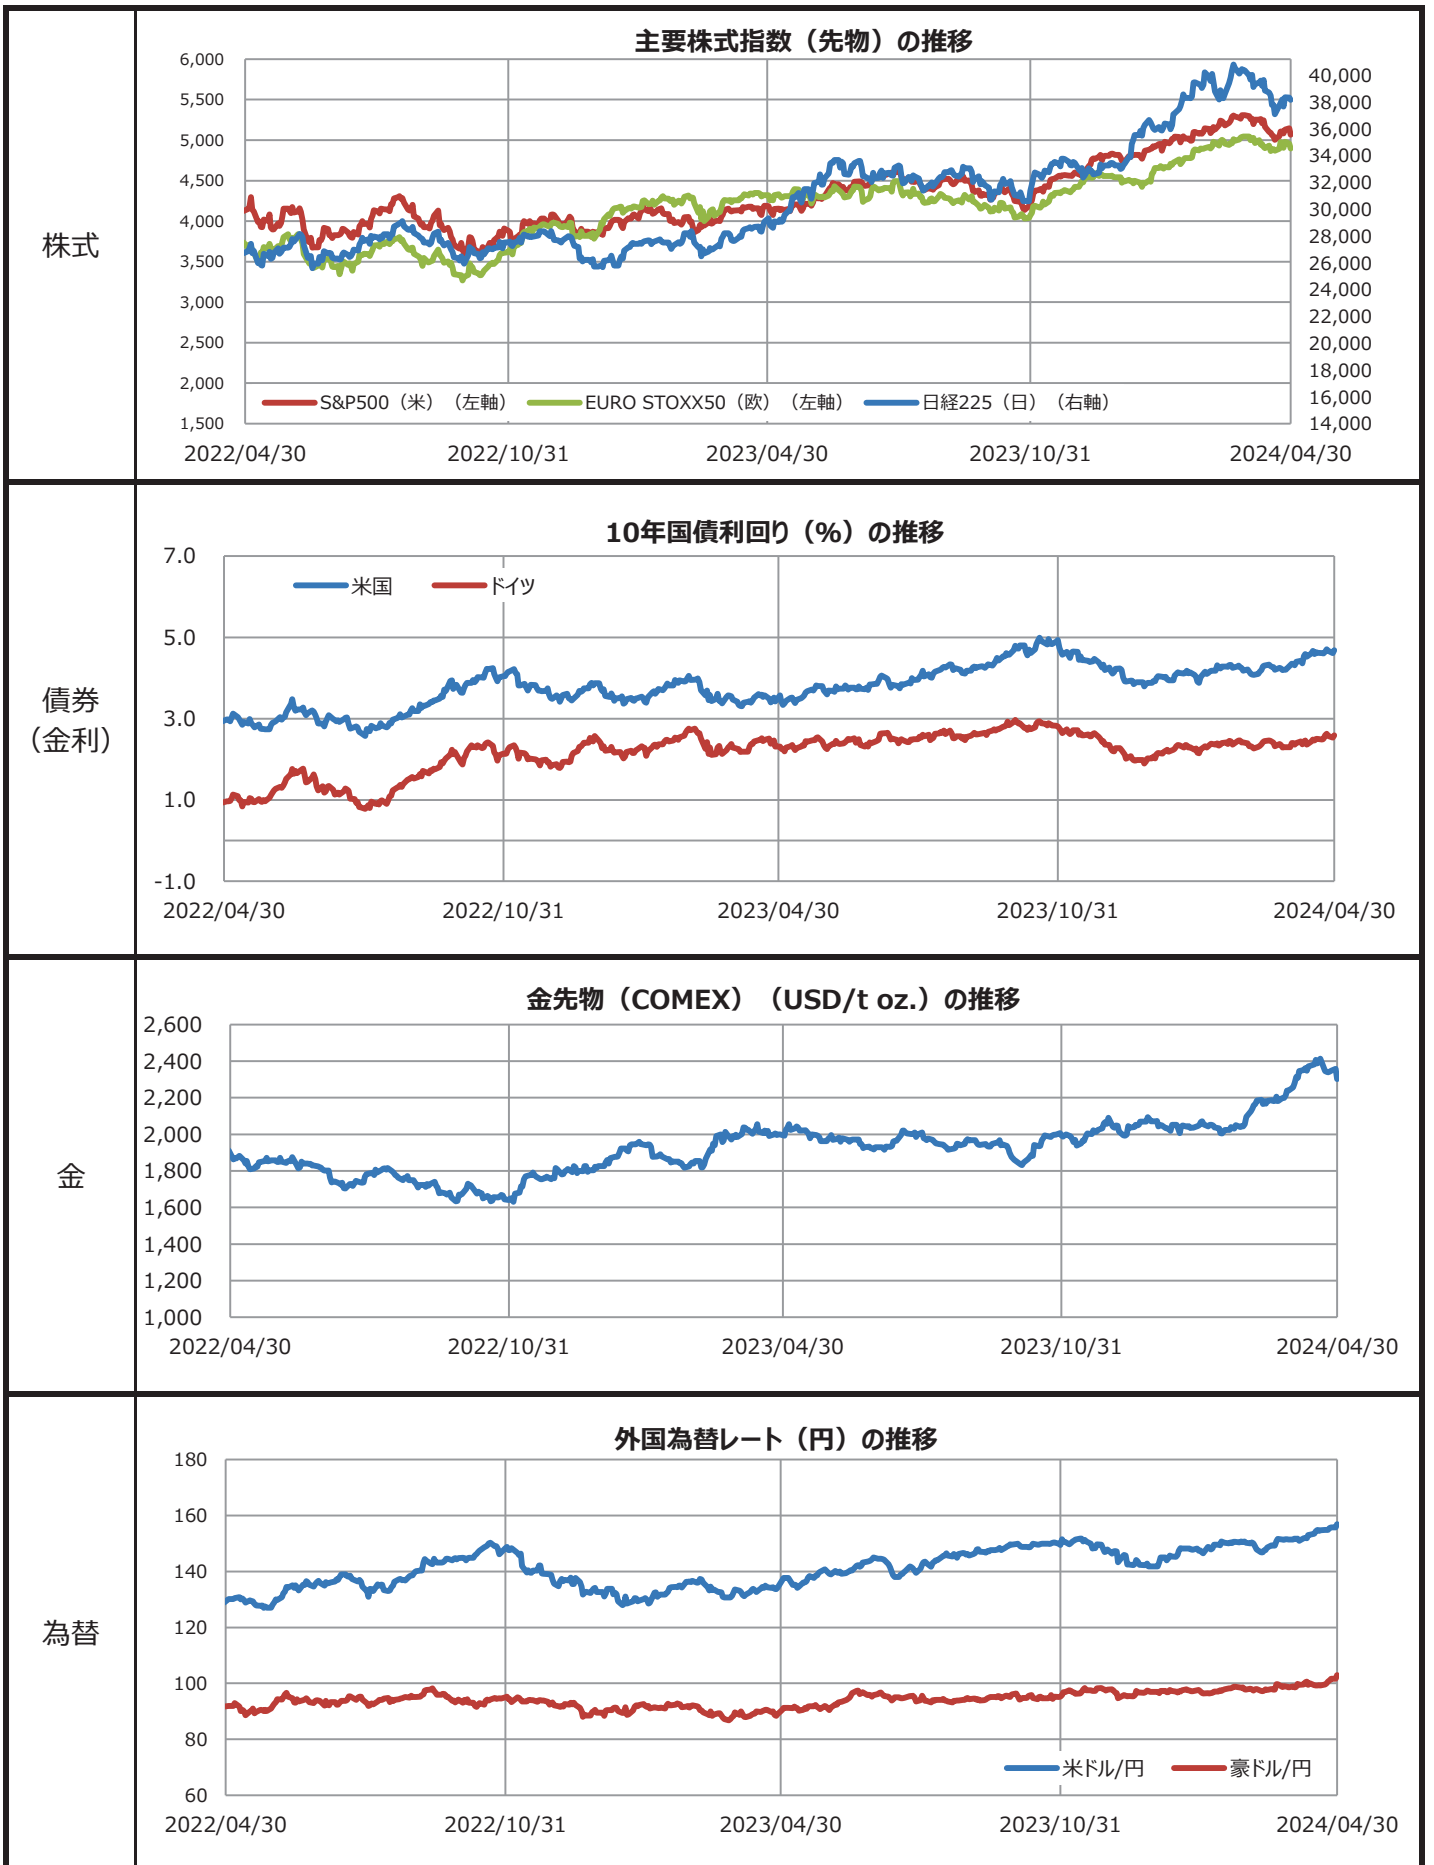 株式
主要株式指数（先物）の推移
6,000
5,500
5,000
4,500
4,000
3,500
3,000
2,500
2,000
1,500
40,000
38,000
36,000
34,000
32,000
30,000
28,000
26,000
24,000
22,000
20,000
18,000
16,000
14,000
S&P500（米）（左軸） EURO STOXX50（欧）（左軸） 日経225（日）（右軸）
2022/04/30 2022/10/31 2023/04/30 2023/10/31 2024/04/30
債券
（金利）
10年国債利回り（%）の推移
米国 ドイツ
7.0
5.0
3.0
1.0
-1.0
2022/04/30 2022/10/31 2023/04/30 2023/10/31 2024/04/30
金
金先物（COMEX）（USD/t oz.）の推移
2,600
2,400
2,200
2,000
1,800
1,600
1,400
1,200
1,000
2022/04/30 2022/10/31 2023/04/30 2023/10/31 2024/04/30
為替
外国為替レート（円）の推移
180
160
140
120
100
80
60
米ドル/円 豪ドル/円
2022/04/30 2022/10/31 2023/04/30 2023/10/31 2024/04/30